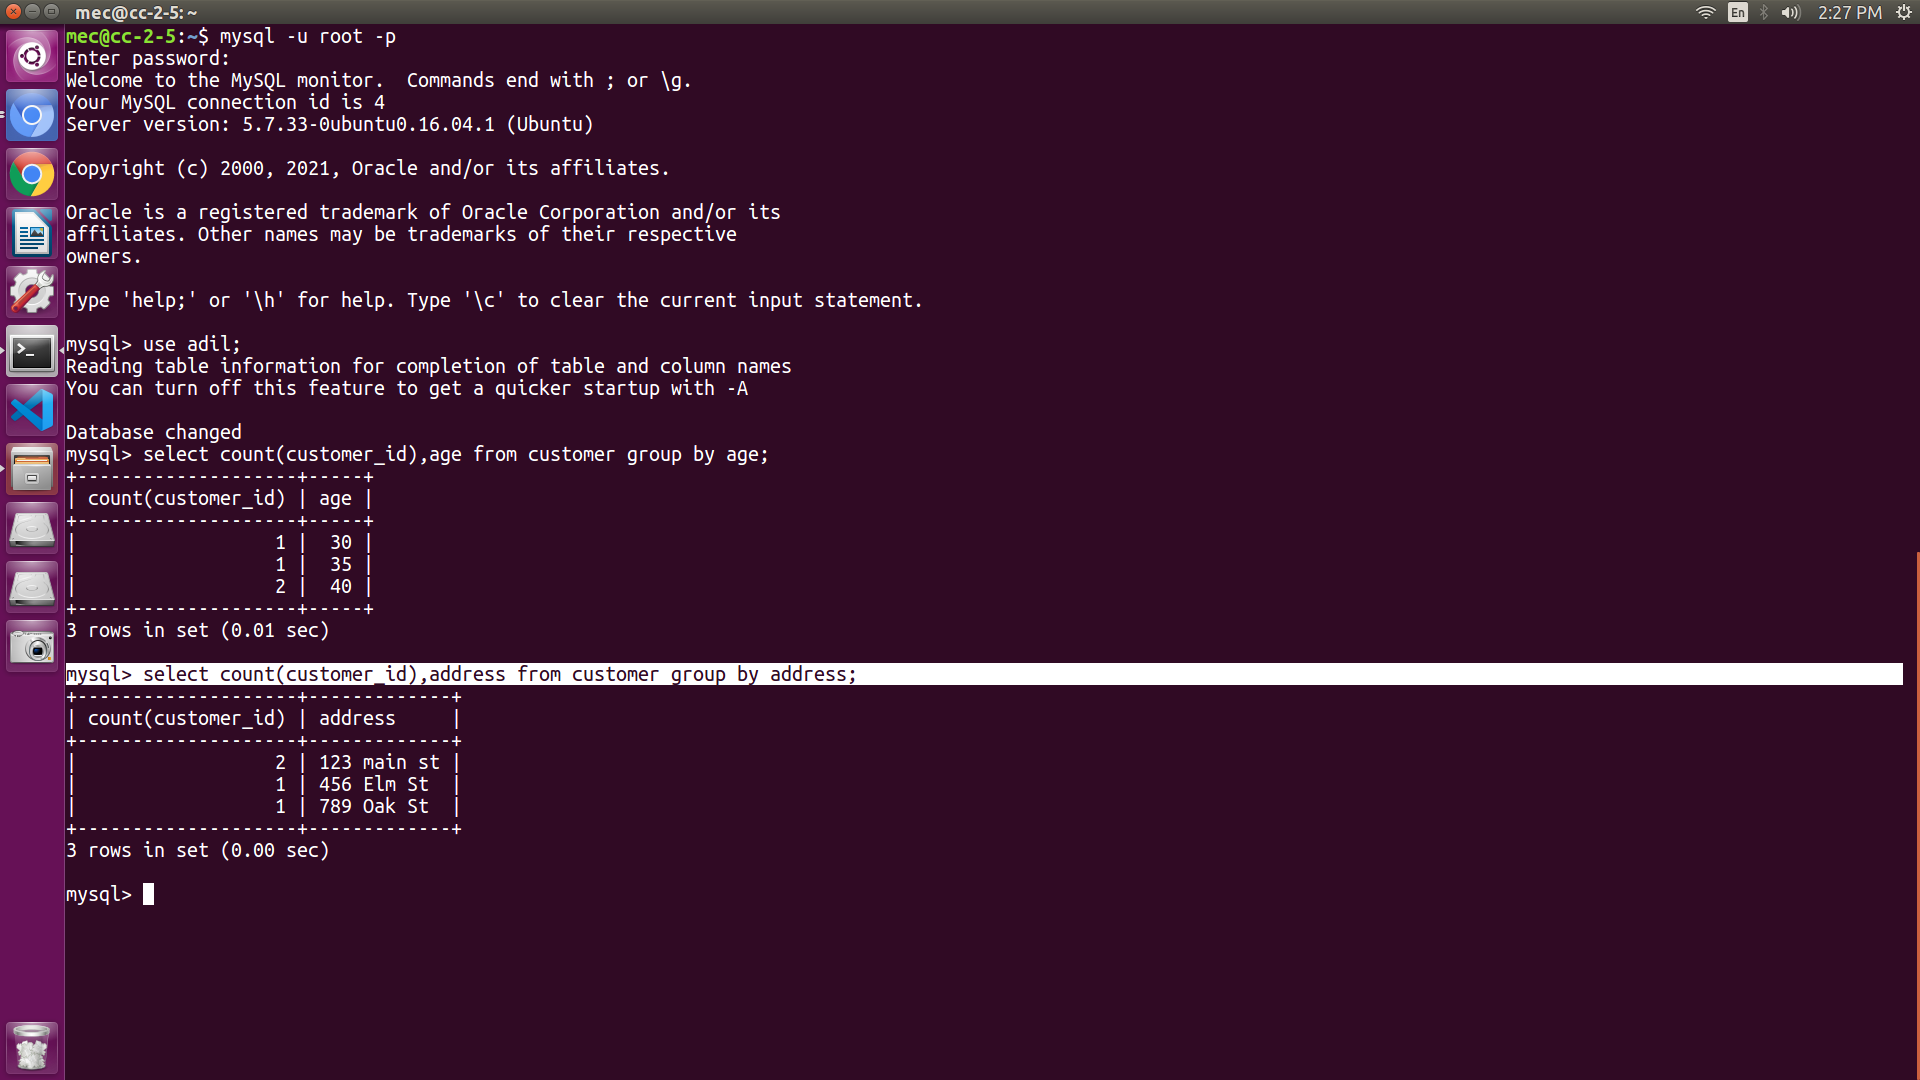 mec@cc-2-5: ~
En
2:27 PM
mec@cc-2-5:~$ mysql -u root -p
Enter password:
Welcome to the MySQL monitor.  Commands end with ; or \g.
Your MySQL connection id is 4
Server version: 5.7.33-0ubuntu0.16.04.1 (Ubuntu)

Copyright (c) 2000, 2021, Oracle and/or its affiliates.

Oracle is a registered trademark of Oracle Corporation and/or its
affiliates. Other names may be trademarks of their respective
owners.

Type 'help;' or '\h' for help. Type '\c' to clear the current input statement.

mysql> use adil;
Reading table information for completion of table and column names
You can turn off this feature to get a quicker startup with -A

Database changed
mysql> select count(customer_id),age from customer group by age;
+--------------------+-----+
| count(customer_id) | age |
+--------------------+-----+
|                  1 |  30 |
|                  1 |  35 |
|                  2 |  40 |
+--------------------+-----+
3 rows in set (0.01 sec)

mysql> select count(customer_id),address from customer group by address;
+--------------------+-------------+
| count(customer_id) | address     |
+--------------------+-------------+
|                  2 | 123 main st |
|                  1 | 456 Elm St  |
|                  1 | 789 Oak St  |
+--------------------+-------------+
3 rows in set (0.00 sec)

mysql>